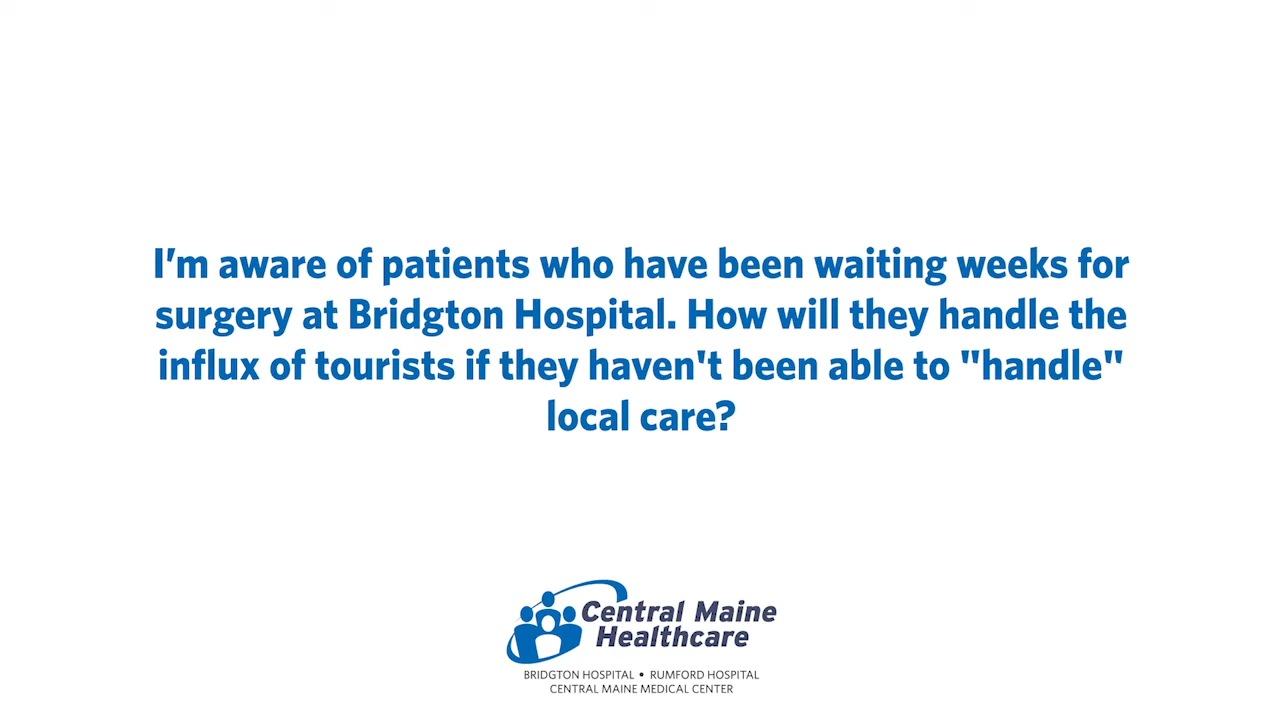 I’m aware of patients who have been waiting weeks for
surgery at Bridgton Hospital. How will they handle the
influx of tourists if they haven't been able to "handle"
local care?
Central Maine
Healthcare
BRIDGTON HOSPITAL • RUMFORD HOSPITAL
CENTRAL MAINE MEDICAL CENTER